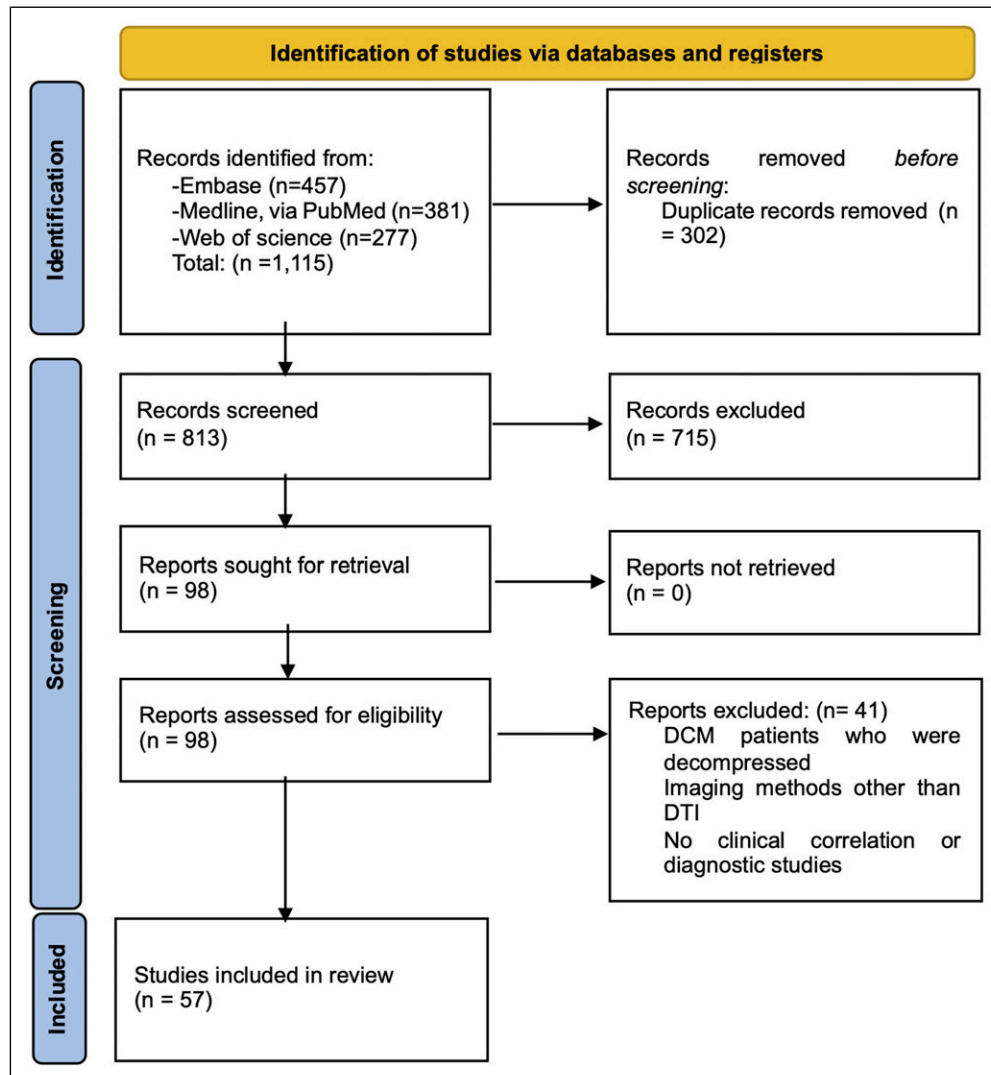 Identification of studies via databases and registers
Identification
Records identified from:
-Embase (n=457)
-Medline, via PubMed (n=381)
-Web of science (n=277)
Total: (n =1,115)
Records removed before
screening:
Duplicate records removed (n
= 302)
Screening
Records screened
(n = 813)
Records excluded
(n = 715)
Reports sought for retrieval
(n = 98)
Reports not retrieved
(n = 0)
Reports assessed for eligibility
(n = 98)
Reports excluded: (n= 41)
DCM patients who were
decompressed
Imaging methods other than
DTI
No clinical correlation or
diagnostic studies
Included
Studies included in review
(n = 57)